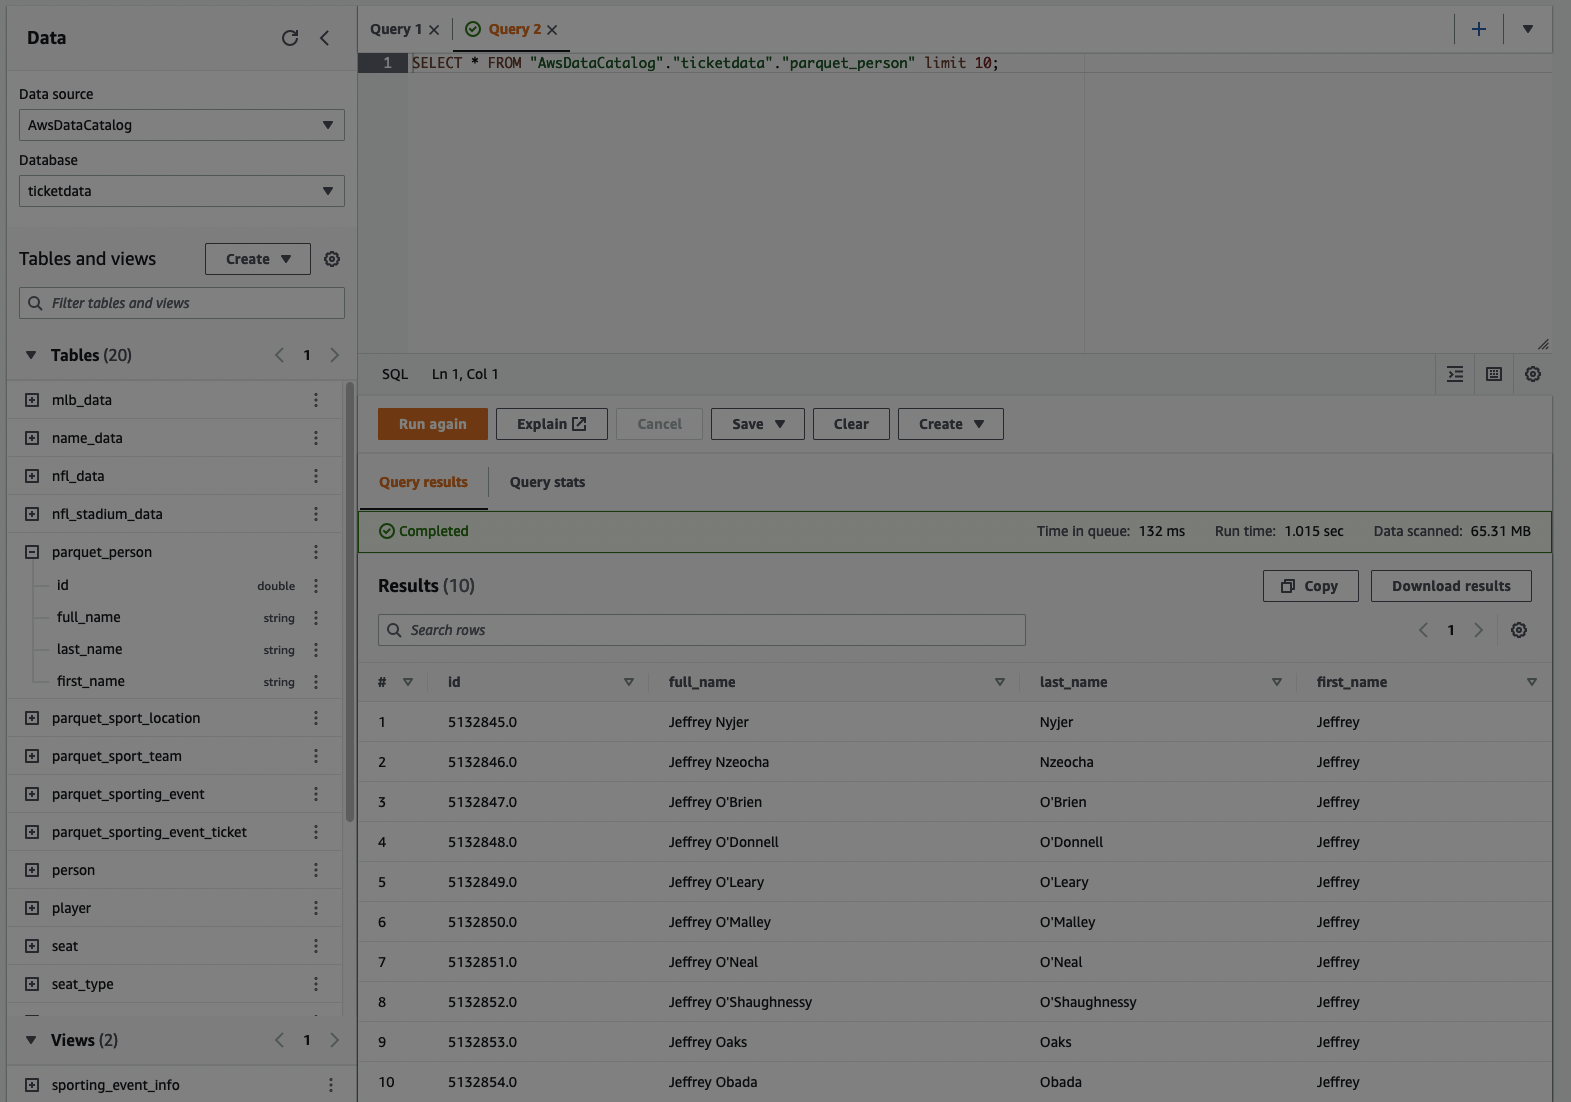 Data
Data source
AwsDataCatalog
Database
ticketdata
Tables and views
Create
Filter tables and views
Tables (20)
1
mlb_data
name_data
nfl_data
nfl_stadium_data
parquet_person
id double
full_name string
last_name string
first_name string
parquet_sport_location
parquet_sport_team
parquet_sporting_event
parquet_sporting_event_ticket
person
player
seat
seat_type
Views (2)
1
sporting_event_info
Query 1
Query 2
1 SELECT * FROM "AwsDataCatalog"."ticketdata"."parquet_person" limit 10;
SQL Ln 1, Col 1
Run again Explain Cancel Save Clear Create
Query results Query stats
Completed Time in queue: 132 ms Run time: 1.015 sec Data scanned: 65.31 MB
Results (10) Copy Download results
Search rows 1
# id full_name last_name first_name
1 5132845.0 Jeffrey Nyjer Nyjer Jeffrey
2 5132846.0 Jeffrey Nzeocha Nzeocha Jeffrey
3 5132847.0 Jeffrey O'Brien O'Brien Jeffrey
4 5132848.0 Jeffrey O'Donnell O'Donnell Jeffrey
5 5132849.0 Jeffrey O'Leary O'Leary Jeffrey
6 5132850.0 Jeffrey O'Malley O'Malley Jeffrey
7 5132851.0 Jeffrey O'Neal O'Neal Jeffrey
8 5132852.0 Jeffrey O'Shaughnessy O'Shaughnessy Jeffrey
9 5132853.0 Jeffrey Oaks Oaks Jeffrey
10 5132854.0 Jeffrey Obada Obada Jeffrey